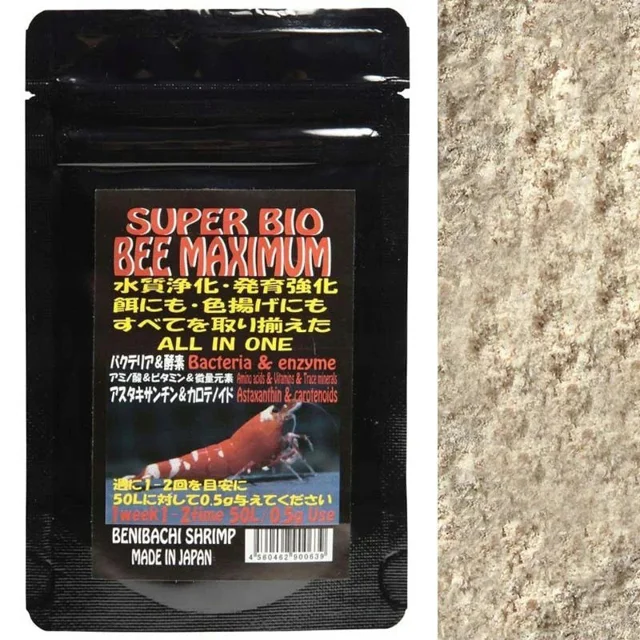 SUPER BIO
BEE MAXIMUM
水質浄化・発育強化
餌にも・色揚げにも
すべてを取り揃えた
ALL IN ONE
バクテリア&酵素 Bacteria & enzyme
アミノ酸&ビタミン&微量元素 Amino acids & Vitamins & Trace minerals
アスタキサンチン&カロテノイド Astaxanthin & carotenoids
週に1-2回を目安に
50Lに対して0.5g与えてください
1week1-2time 50L/0.5g Use
BENIBACHI SHRIMP
MADE IN JAPAN
4560462900639